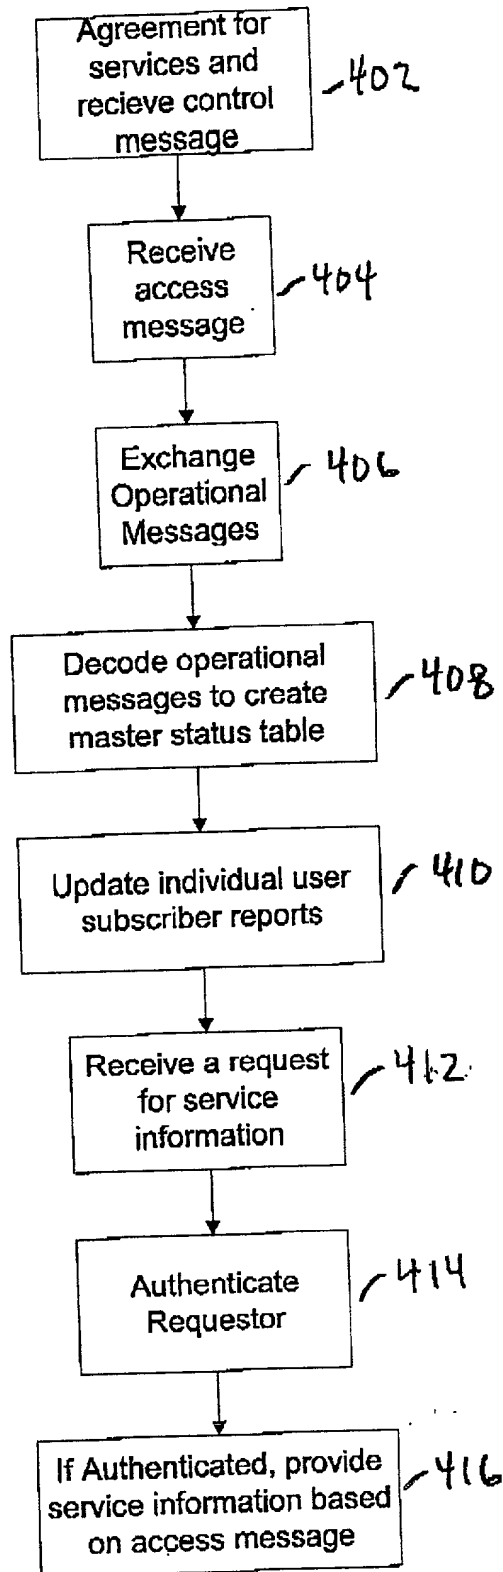 Agreement for
services and
recieve control
message
402
Receive
access
message
404
Exchange
Operational
Messages
406
Decode operational
messages to create
master status table
408
Update individual user
subscriber reports
410
Receive a request
for service
information
412
Authenticate
Requestor
414
If Authenticated, provide
service information based
on access message
416